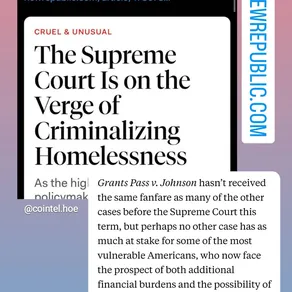 CRUEL & UNUSUAL
The Supreme
Court Is on the
Verge of
Criminalizing
Homelessness
As the hig
policymak
@cointel.hoe
EWREPUBLIC.COM
Grants Pass v. Johnson hasn't received
the same fanfare as many of the other
cases before the Supreme Court this
term, but perhaps no other case has as
much at stake for some of the most
vulnerable Americans, who now face
the prospect of both additional
financial burdens and the possibility of